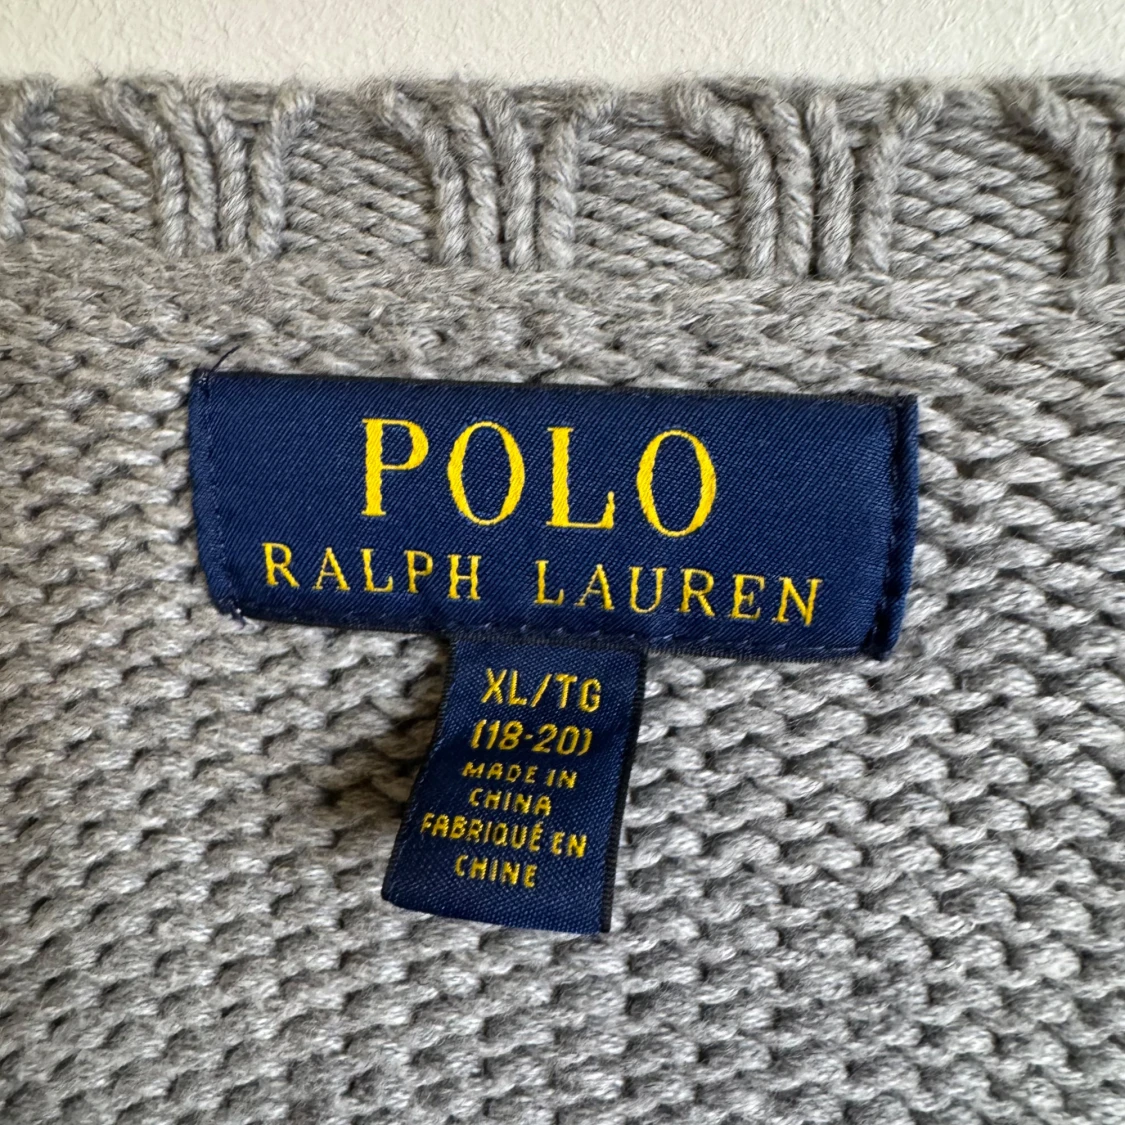 POLO
RALPH LAUREN
XL/TG
(18-20)
MADE IN
CHINA
FABRIQUÉ EN
CHINE